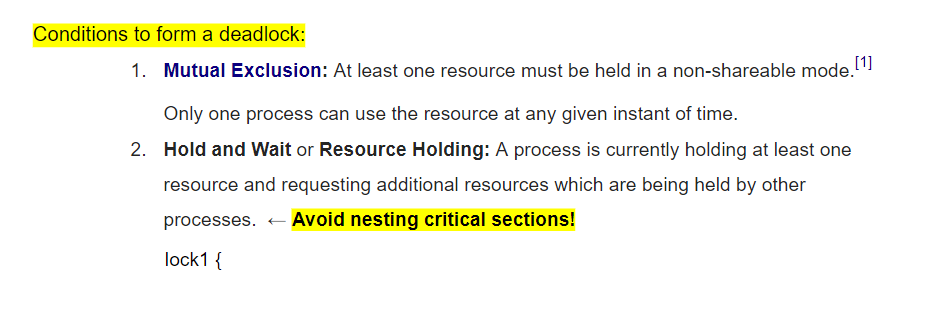 Conditions to form a deadlock:
1. Mutual Exclusion: At least one resource must be held in a non-shareable mode.[1]
Only one process can use the resource at any given instant of time.
2. Hold and Wait or Resource Holding: A process is currently holding at least one
resource and requesting additional resources which are being held by other
processes. ← Avoid nesting critical sections!
lock1 {